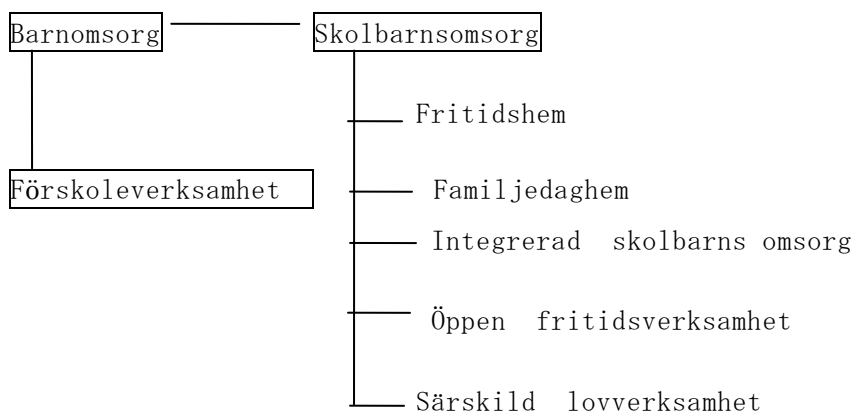 Barnomsorg Skolbarnsomsorg
Fritidshem
Förskoleverksamhet Familjedaghem
Integrerad skolbarns omsorg
Öppen fritidsverksamhet
Särskild lovverksamhet